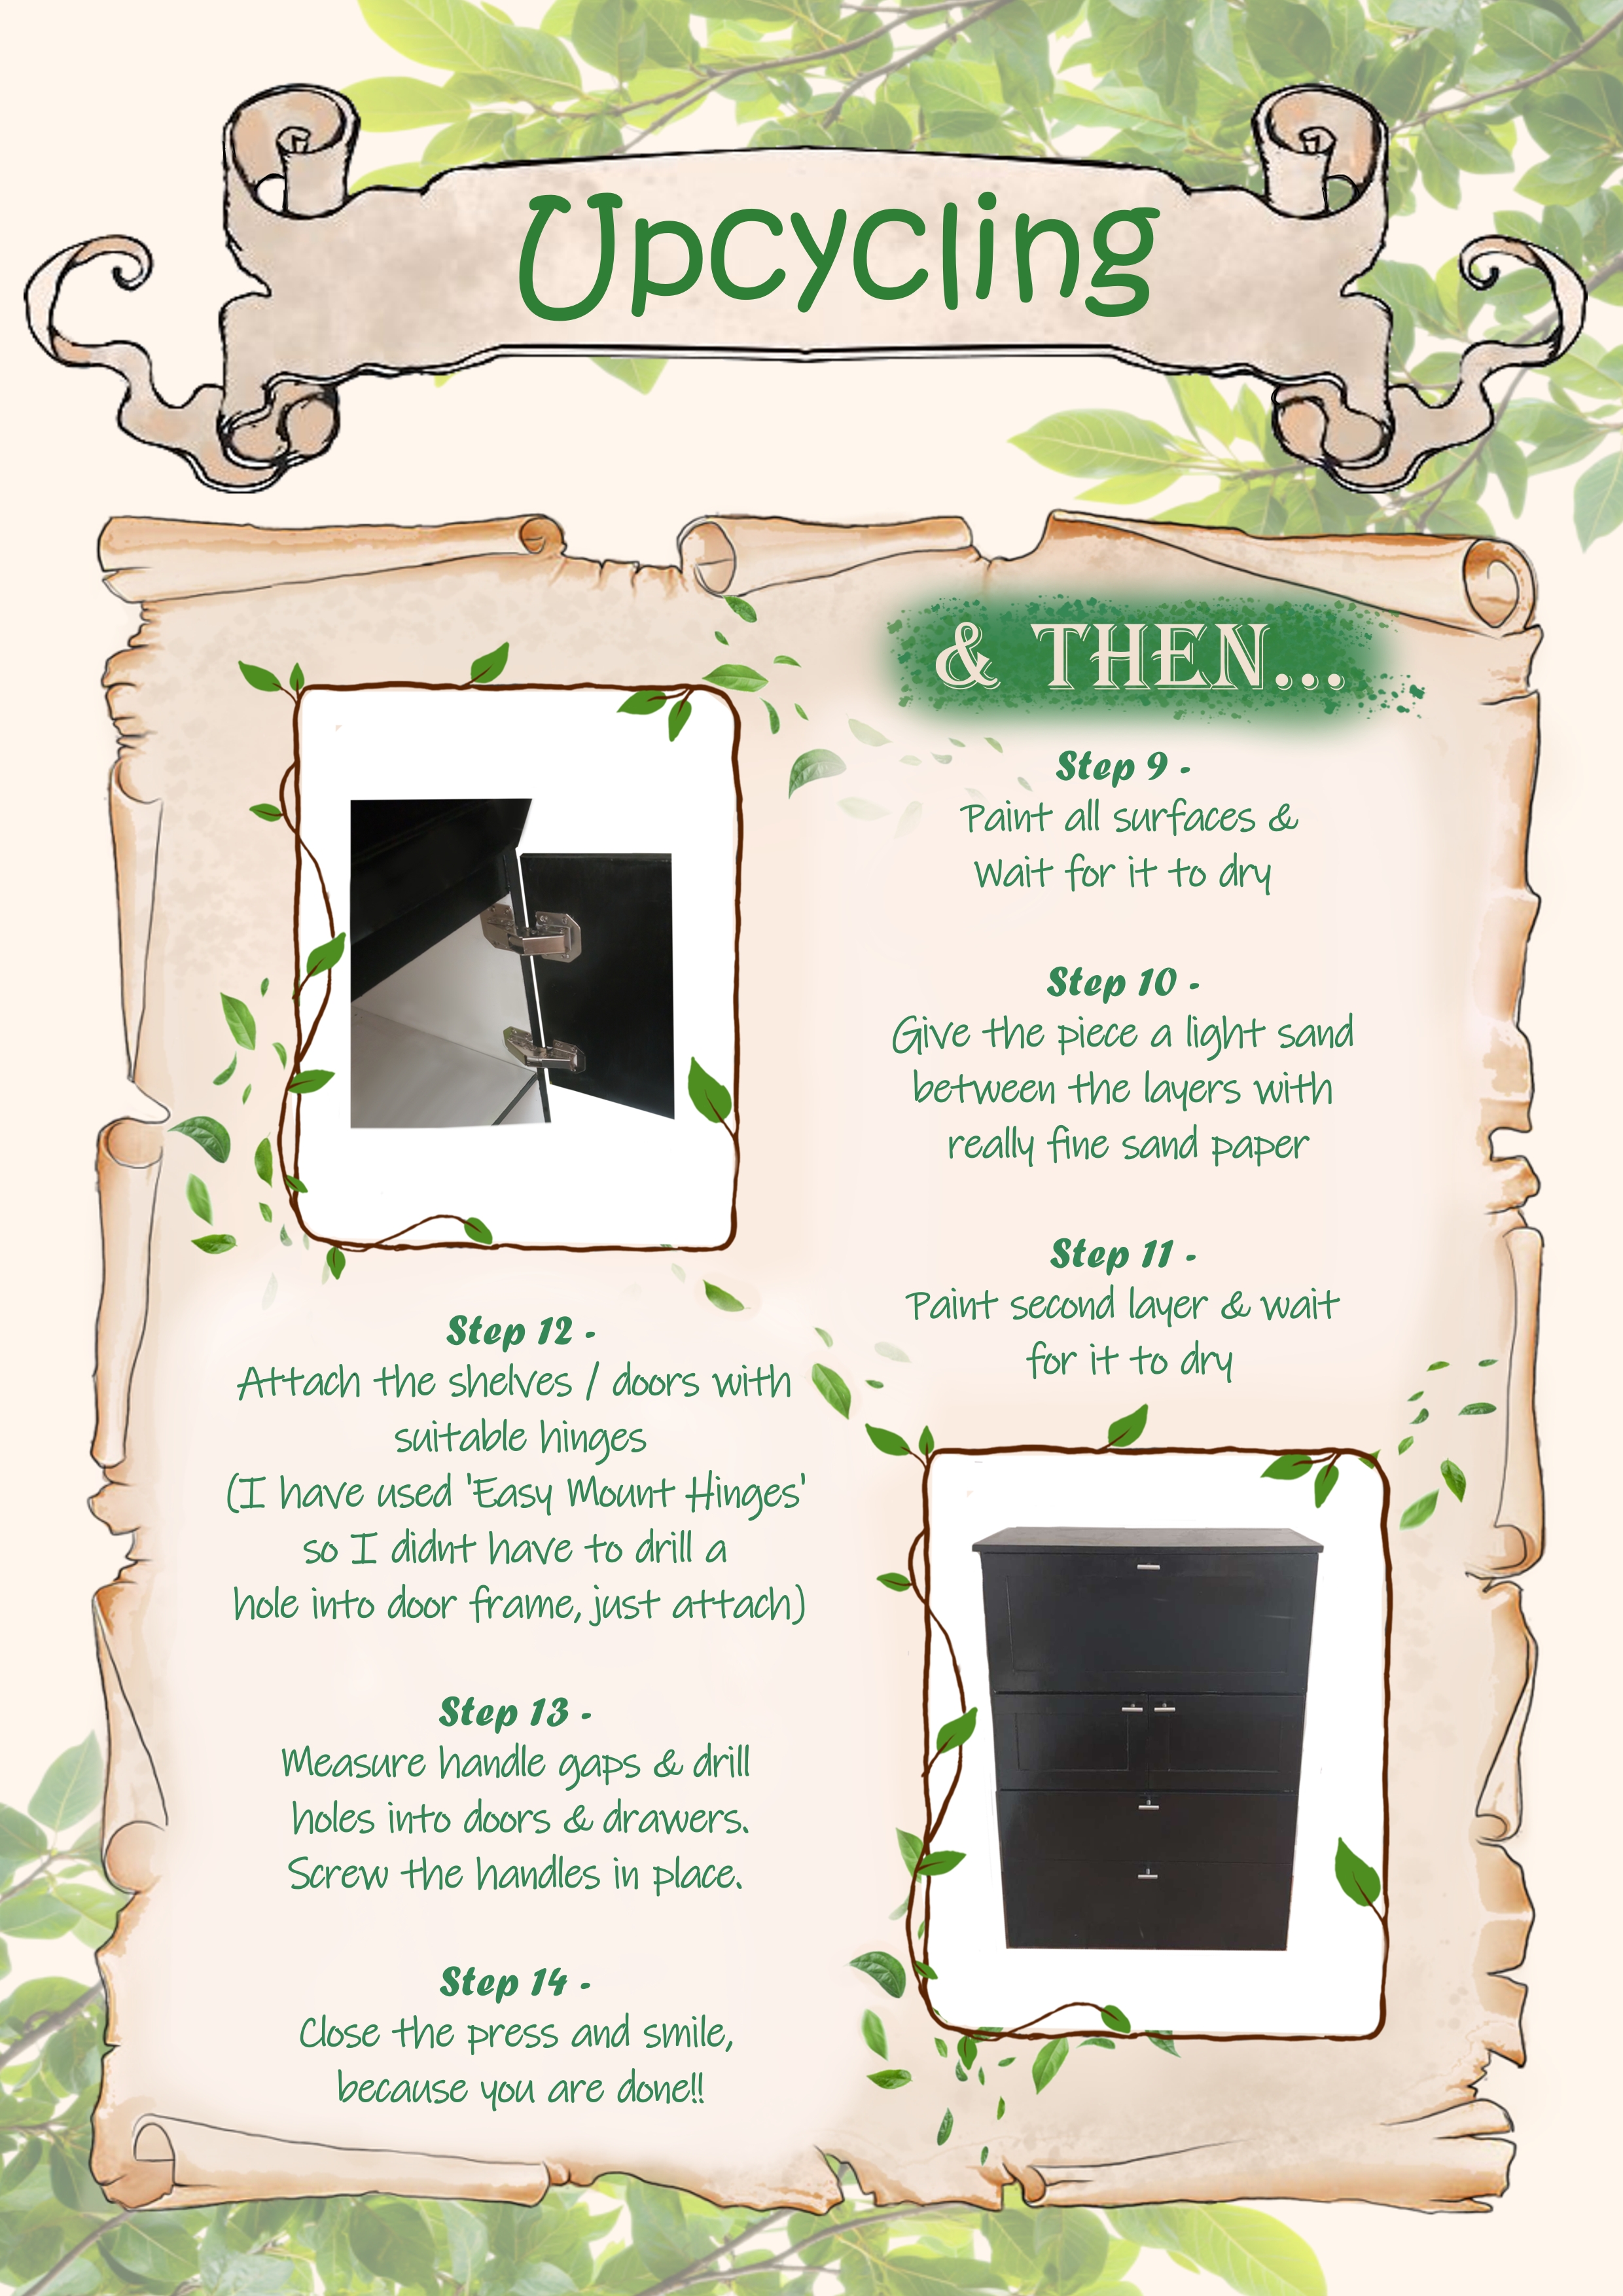 Upcycling
& THEN...
Step 9 -
Paint all surfaces &
Wait for it to dry
Step 10 -
Give the piece a light sand
between the layers with
really fine sand paper
Step 11 -
Paint second layer & wait
for it to dry
Step 12 -
Attach the shelves / doors with
suitable hinges
(I have used 'Easy Mount Hinges'
so I didnt have to drill a
hole into door frame, just attach)
Step 13 -
Measure handle gaps & drill
holes into doors & drawers.
Screw the handles in place.
Step 14 -
Close the press and smile,
because you are done!!